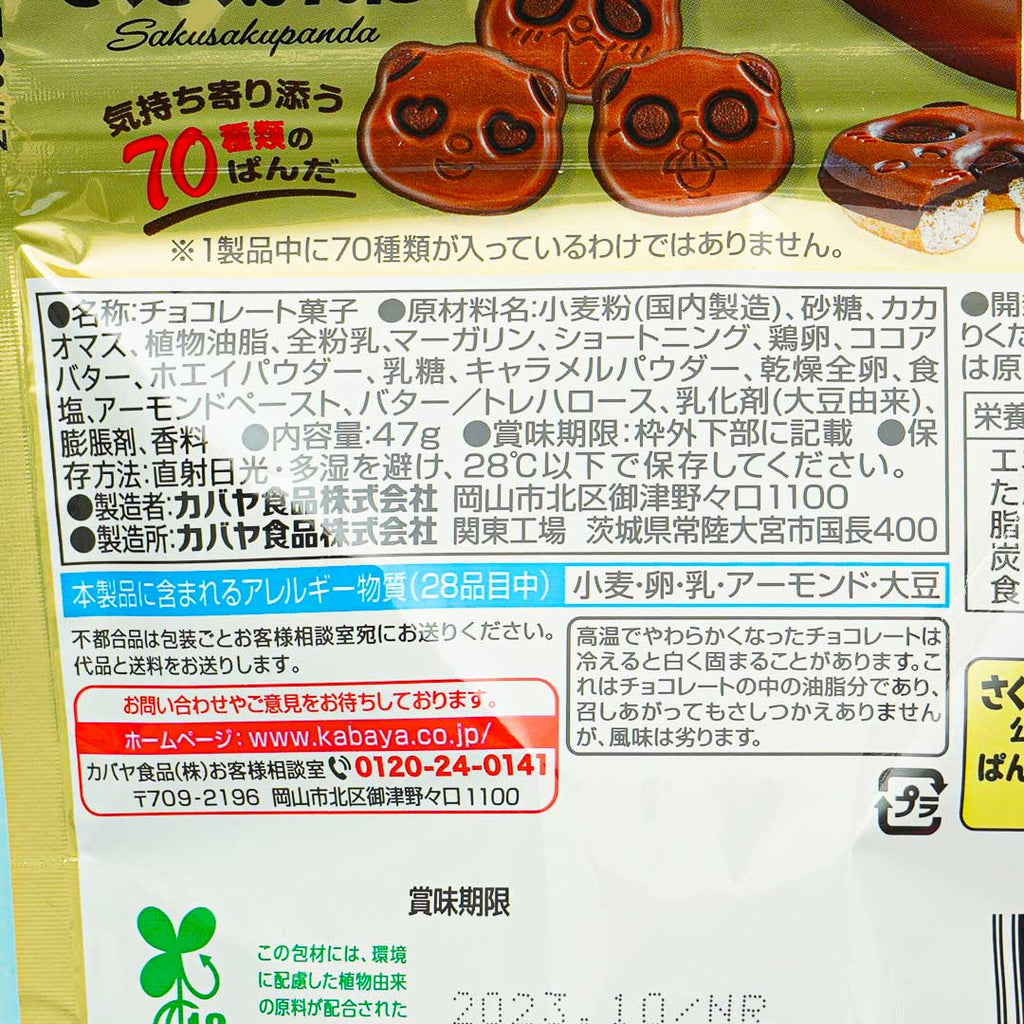 Sakusakupanda
気持ち寄り添う
70種類の
ぱんだ
※1製品中に70種類が入っているわけではありません。
●名称:チョコレート菓子 ●原材料名:小麦粉(国内製造)、砂糖、カカ
オマス、植物油脂、全粉乳、マーガリン、ショートニング、鶏卵、ココア
バター、ホエイパウダー、乳糖、キャラメルパウダー、乾燥全卵、食
塩、アーモンドペースト、バター/トレハロース、乳化剤(大豆由来)、
膨脹剤、香料 ●内容量:47g ●賞味期限:枠外下部に記載 ●保
存方法:直射日光・多湿を避け、28℃以下で保存してください。
●製造者:カバヤ食品株式会社 岡山市北区御津野々口1100
●製造所:カバヤ食品株式会社 関東工場 茨城県常陸大宮市国長400
本製品に含まれるアレルギー物質(28品目中) 小麦・卵・乳・アーモンド・大豆
不都合品は包装ごとお客様相談室宛にお送りください。
代品と送料をお送りします。
お問い合わせやご意見をお待ちしております。
ホームページ:www.kabaya.co.jp/
カバヤ食品(株)お客様相談室 0120-24-0141
〒709-2196 岡山市北区御津野々口1100
高温でやわらかくなったチョコレートは
冷えると白く固まることがあります。こ
れはチョコレートの中の油脂分であり、
召しあがってもさしつかえありません
が、風味は劣ります。
プラ
●開
りくだ
は原
栄養
エネ
た
脂
炭
食
さく
公
ぱん
賞味期限
この包材には、環境
に配慮した植物由来
の原料が配合された
10
2023.10/NR